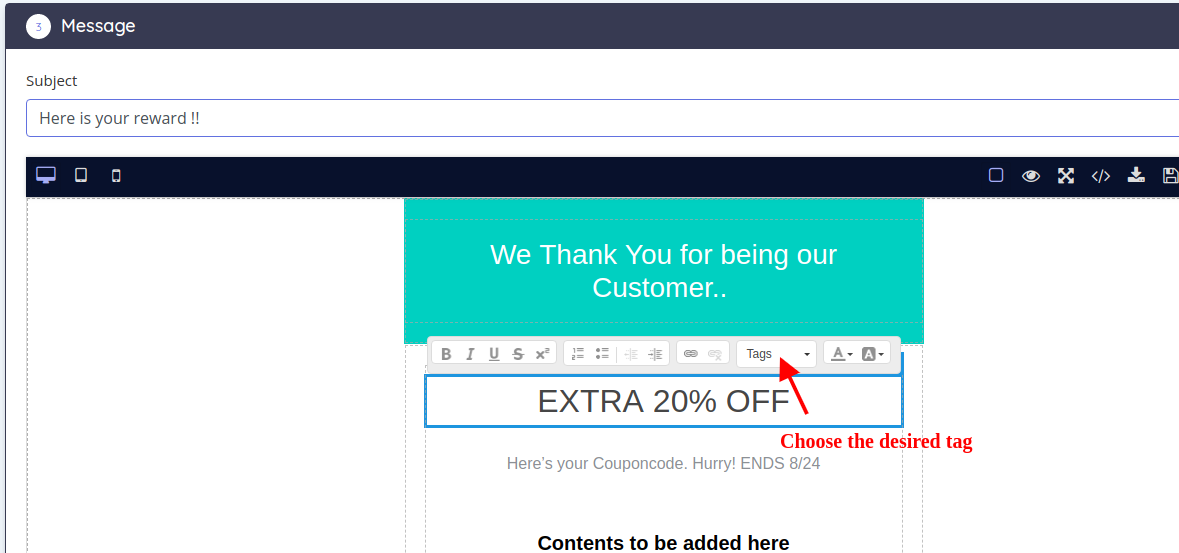 3 Message
Subject
Here is your reward !!
We Thank You for being our
Customer..
B I U S x² Tags A A
EXTRA 20% OFF
Choose the desired tag
Here's your Couponcode. Hurry! ENDS 8/24
Contents to be added here